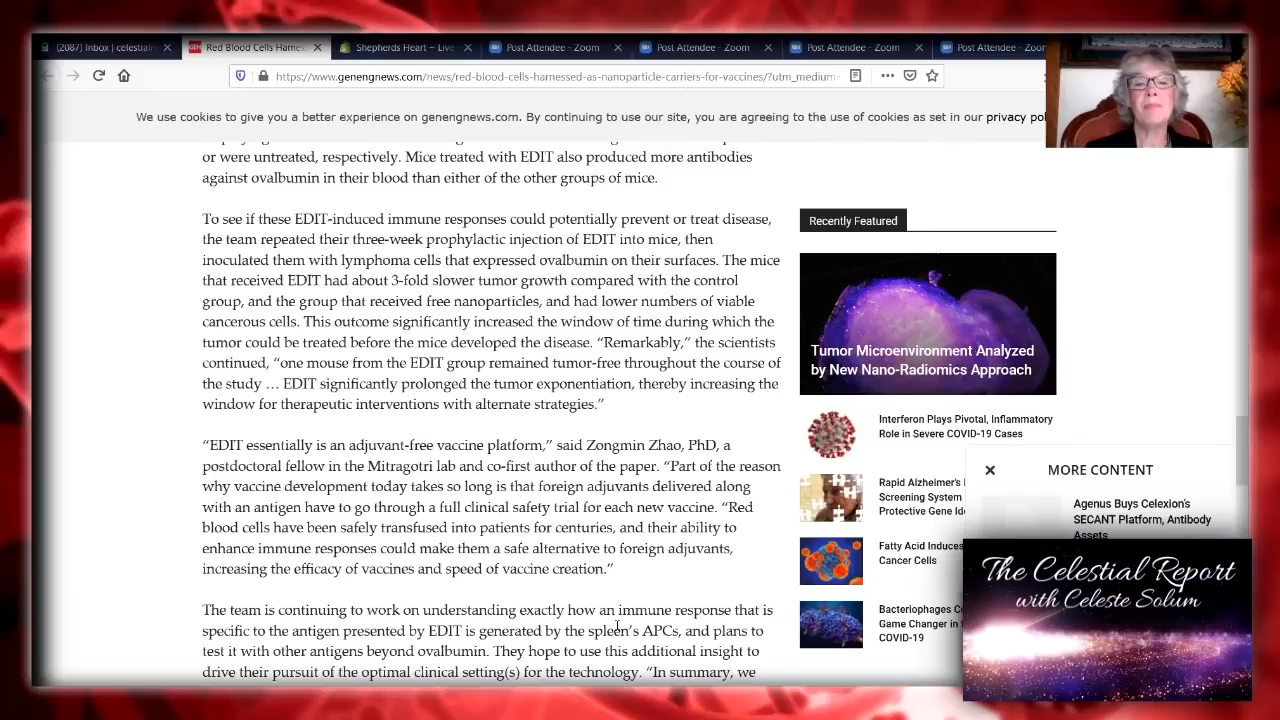 (2087) Inbox | celestial
Red Blood Cells Harnes
Shepherds Heart – Live
Post Attendee - Zoom
Post Attendee - Zoom
Post Attendee - Zoom
Post Attendee - Zoom
https://www.genengnews.com/news/red-blood-cells-harnessed-as-nanoparticle-carriers-for-vaccines/?utm_medium
We use cookies to give you a better experience on genengnews.com. By continuing to use our site, you are agreeing to the use of cookies as set in our privacy pol
or were untreated, respectively. Mice treated with EDIT also produced more antibodies
against ovalbumin in their blood than either of the other groups of mice.
To see if these EDIT-induced immune responses could potentially prevent or treat disease,
the team repeated their three-week prophylactic injection of EDIT into mice, then
inoculated them with lymphoma cells that expressed ovalbumin on their surfaces. The mice
that received EDIT had about 3-fold slower tumor growth compared with the control
group, and the group that received free nanoparticles, and had lower numbers of viable
cancerous cells. This outcome significantly increased the window of time during which the
tumor could be treated before the mice developed the disease. “Remarkably,” the scientists
continued, “one mouse from the EDIT group remained tumor-free throughout the course of
the study … EDIT significantly prolonged the tumor exponentiation, thereby increasing the
window for therapeutic interventions with alternate strategies.”
“EDIT essentially is an adjuvant-free vaccine platform,” said Zongmin Zhao, PhD, a
postdoctoral fellow in the Mitragotri lab and co-first author of the paper. “Part of the reason
why vaccine development today takes so long is that foreign adjuvants delivered along
with an antigen have to go through a full clinical safety trial for each new vaccine. “Red
blood cells have been safely transfused into patients for centuries, and their ability to
enhance immune responses could make them a safe alternative to foreign adjuvants,
increasing the efficacy of vaccines and speed of vaccine creation.”
The team is continuing to work on understanding exactly how an immune response that is
specific to the antigen presented by EDIT is generated by the spleen’s APCs, and plans to
test it with other antigens beyond ovalbumin. They hope to use this additional insight to
drive their pursuit of the optimal clinical setting(s) for the technology. “In summary, we
Recently Featured
Tumor Microenvironment Analyzed
by New Nano-Radiomics Approach
Interferon Plays Pivotal, Inflammatory
Role in Severe COVID-19 Cases
Rapid Alzheimer’s
Screening System
Protective Gene
Fatty Acid Induces
Cancer Cells
Bacteriophages
Game Changer in
COVID-19
MORE CONTENT
Agenus Buys Celexion’s
SECANT Platform, Antibody
Assets
The Celestial Report
with Celeste Solum